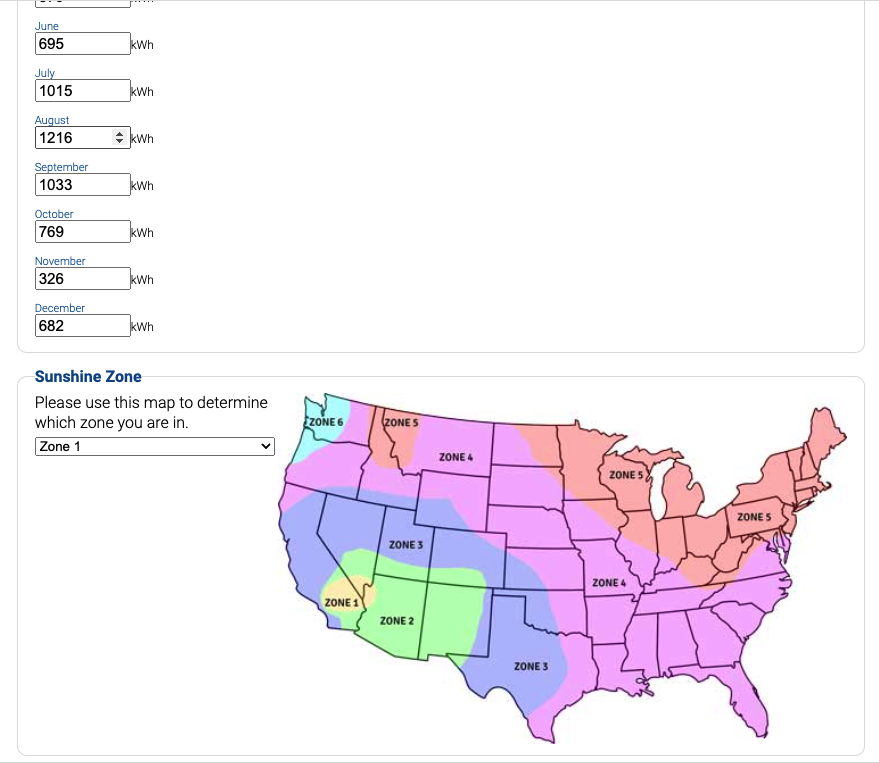 June
695 kWh
July
1015 kWh
August
1216 kWh
September
1033 kWh
October
769 kWh
November
326 kWh
December
682 kWh
Sunshine Zone
Please use this map to determine
which zone you are in.
Zone 1
ZONE 6
ZONE 5
ZONE 4
ZONE 5
ZONE 5
ZONE 3
ZONE 4
ZONE 1
ZONE 2
ZONE 3